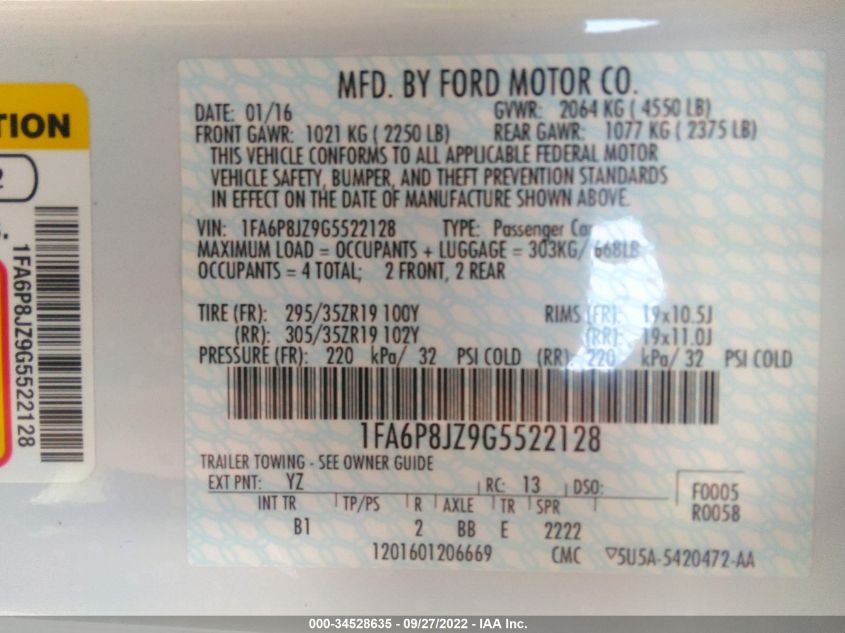 MFD. BY FORD MOTOR CO.
DATE: 01/16 GVWR: 2064 KG ( 4550 LB)
FRONT GAWR: 1021 KG ( 2250 LB) REAR GAWR: 1077 KG ( 2375 LB)
THIS VEHICLE CONFORMS TO ALL APPLICABLE FEDERAL MOTOR
VEHICLE SAFETY, BUMPER, AND THEFT PREVENTION STANDARDS
IN EFFECT ON THE DATE OF MANUFACTURE SHOWN ABOVE.
VIN: 1FA6P8JZ9G5522128 TYPE: Passenger Car
MAXIMUM LOAD = OCCUPANTS + LUGGAGE = 303KG/ 668LB
OCCUPANTS = 4 TOTAL; 2 FRONT, 2 REAR
TIRE (FR): 295/35ZR19 100Y RIMS (FR): 19x10.5J
(RR): 305/35ZR19 102Y (RR): 19x11.0J
PRESSURE (FR): 220 kPa/ 32 PSI COLD (RR): 220 kPa/ 32 PSI COLD
1FA6P8JZ9G5522128
TRAILER TOWING - SEE OWNER GUIDE
EXT PNT: YZ RC: 13 DSO: F0005
INT TR TP/PS R AXLE TR SPR R0058
B1 2 BB E 2222
1201601206669 CMC 5U5A-5420472-AA
TION
2
1FA6P8JZ9G5522128
000-34528635 - 09/27/2022 - IAA Inc.